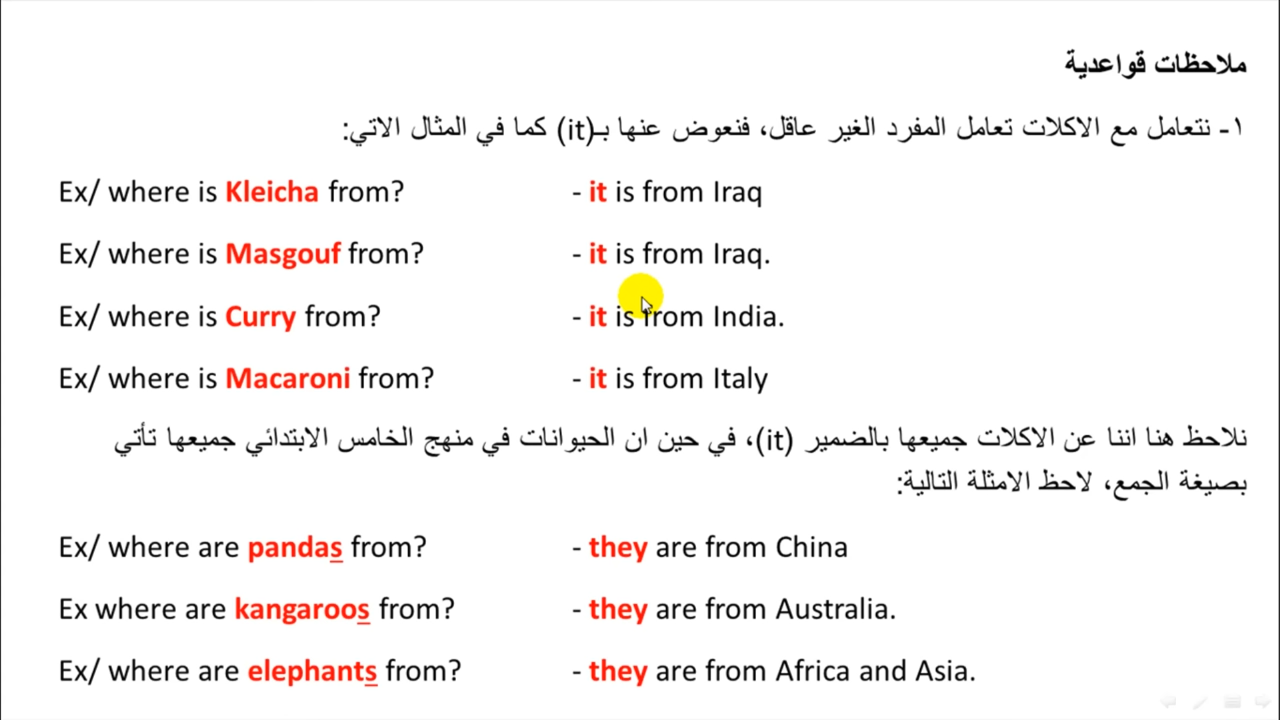 ملاحظات قواعدية
١- نتعامل مع الاكلات تعامل المفرد الغير عاقل، فنعوض عنها بـ(it) كما في المثال الاتي:
Ex/ where is Kleicha from? - it is from Iraq
Ex/ where is Masgouf from? - it is from Iraq.
Ex/ where is Curry from? - it is from India.
Ex/ where is Macaroni from? - it is from Italy
نلاحظ هنا اننا عن الاكلات جميعها بالضمير (it)، في حين ان الحيوانات في منهج الخامس الابتدائي جميعها تأتي
بصيغة الجمع، لاحظ الامثلة التالية:
Ex/ where are pandas from? - they are from China
Ex where are kangaroos from? - they are from Australia.
Ex/ where are elephants from? - they are from Africa and Asia.